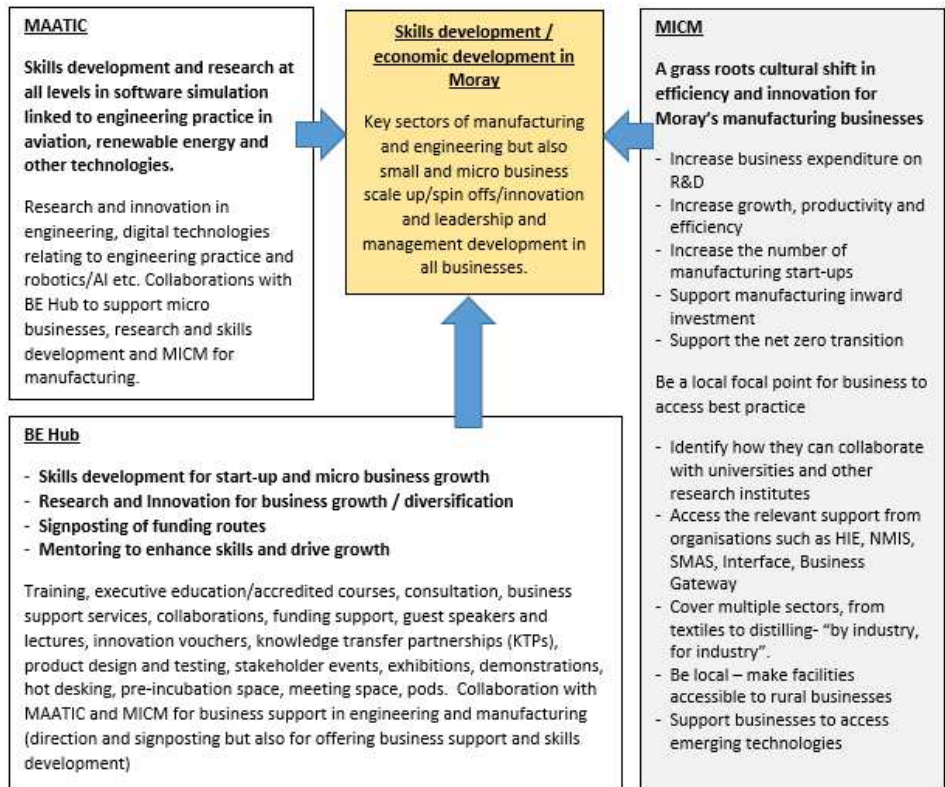 MAATIC
Skills development and research at
all levels in software simulation
linked to engineering practice in
aviation, renewable energy and
other technologies.
Research and innovation in
engineering, digital technologies
relating to engineering practice and
robotics/AI etc. Collaborations with
BE Hub to support micro
businesses, research and skills
development and MICM for
manufacturing.
Skills development /
economic development in
Moray
Key sectors of manufacturing
and engineering but also
small and micro business
scale up/spin offs/innovation
and leadership and
management development in
all businesses.
MICM
A grass roots cultural shift in
efficiency and innovation for
Moray's manufacturing businesses
- Increase business expenditure on
R&D
- Increase growth, productivity and
efficiency
- Increase the number of
manufacturing start-ups
- Support manufacturing inward
investment
- Support the net zero transition
Be a local focal point for business to
access best practice
- Identify how they can collaborate
with universities and other
research institutes
- Access the relevant support from
organisations such as HIE, NMIS,
SMAS, Interface, Business
Gateway
- Cover multiple sectors, from
textiles to distilling- “by industry,
for industry”.
- Be local – make facilities
accessible to rural businesses
- Support businesses to access
emerging technologies
BE Hub
- Skills development for start-up and micro business growth
- Research and Innovation for business growth / diversification
- Signposting of funding routes
- Mentoring to enhance skills and drive growth
Training, executive education/accredited courses, consultation, business
support services, collaborations, funding support, guest speakers and
lectures, innovation vouchers, knowledge transfer partnerships (KTPs),
product design and testing, stakeholder events, exhibitions, demonstrations,
hot desking, pre-incubation space, meeting space, pods. Collaboration with
MAATIC and MICM for business support in engineering and manufacturing
(direction and signposting but also for offering business support and skills
development)